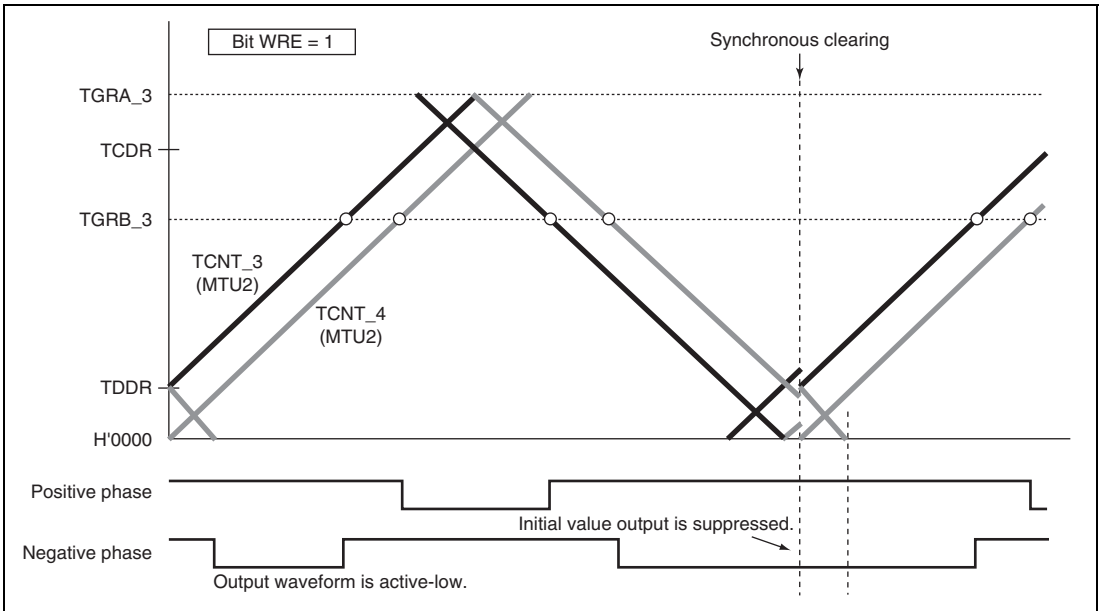 Bit WRE = 1
Synchronous clearing
TGRA_3
TCDR
TGRB_3
TCNT_3
(MTU2)
TCNT_4
(MTU2)
TDDR
H'0000
Positive phase
Initial value output is suppressed.
Negative phase
Output waveform is active-low.